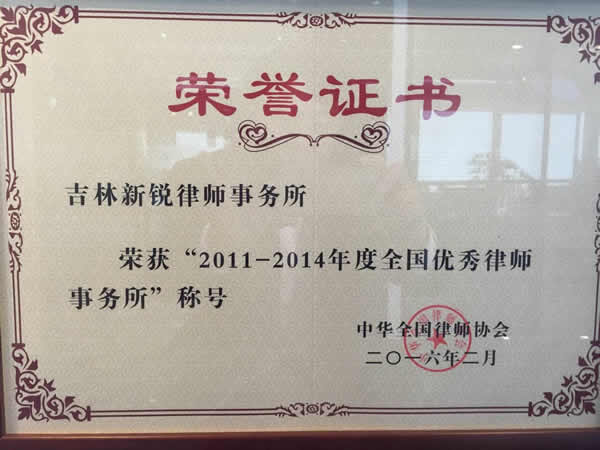 荣誉证书
吉林新锐律师事务所
荣获“2011-2014年度全国优秀律师
事务所”称号
中华全国律师协会
二〇一六年二月